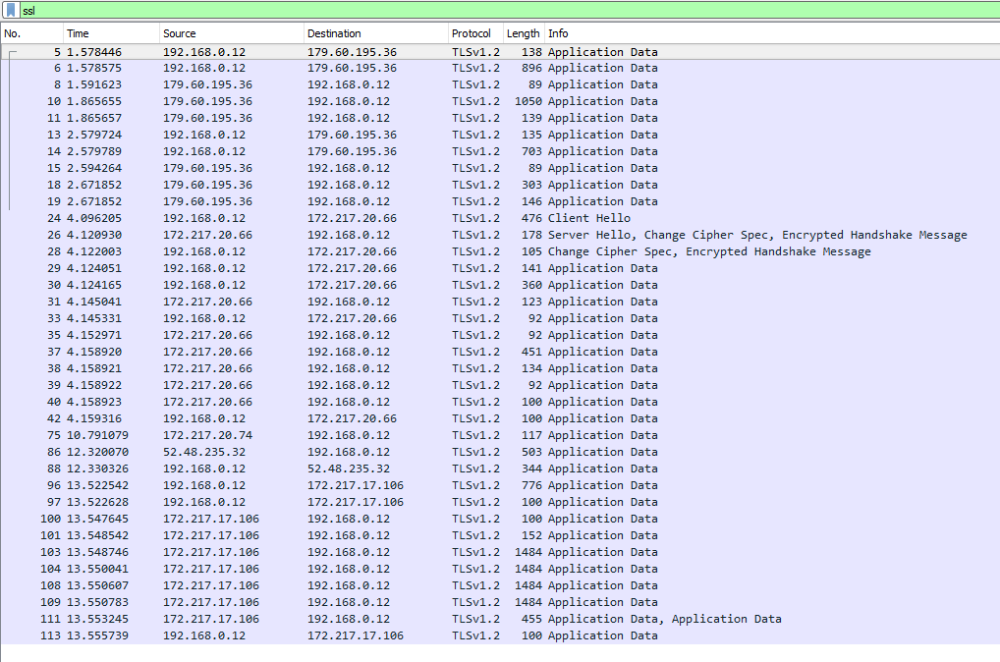 ssl
No. Time Source Destination Protocol Length Info
5 1.578446 192.168.0.12 179.60.195.36 TLSv1.2 138 Application Data
6 1.578575 192.168.0.12 179.60.195.36 TLSv1.2 896 Application Data
8 1.591623 179.60.195.36 192.168.0.12 TLSv1.2 89 Application Data
10 1.865655 179.60.195.36 192.168.0.12 TLSv1.2 1050 Application Data
11 1.865657 179.60.195.36 192.168.0.12 TLSv1.2 139 Application Data
13 2.579724 192.168.0.12 179.60.195.36 TLSv1.2 135 Application Data
14 2.579789 192.168.0.12 179.60.195.36 TLSv1.2 703 Application Data
15 2.594264 179.60.195.36 192.168.0.12 TLSv1.2 89 Application Data
18 2.671852 179.60.195.36 192.168.0.12 TLSv1.2 303 Application Data
19 2.671852 179.60.195.36 192.168.0.12 TLSv1.2 146 Application Data
24 4.096205 192.168.0.12 172.217.20.66 TLSv1.2 476 Client Hello
26 4.120930 172.217.20.66 192.168.0.12 TLSv1.2 178 Server Hello, Change Cipher Spec, Encrypted Handshake Message
28 4.122003 192.168.0.12 172.217.20.66 TLSv1.2 105 Change Cipher Spec, Encrypted Handshake Message
29 4.124051 192.168.0.12 172.217.20.66 TLSv1.2 141 Application Data
30 4.124165 192.168.0.12 172.217.20.66 TLSv1.2 360 Application Data
31 4.145041 172.217.20.66 192.168.0.12 TLSv1.2 123 Application Data
33 4.145331 192.168.0.12 172.217.20.66 TLSv1.2 92 Application Data
35 4.152971 172.217.20.66 192.168.0.12 TLSv1.2 92 Application Data
37 4.158920 172.217.20.66 192.168.0.12 TLSv1.2 451 Application Data
38 4.158921 172.217.20.66 192.168.0.12 TLSv1.2 134 Application Data
39 4.158922 172.217.20.66 192.168.0.12 TLSv1.2 92 Application Data
40 4.158923 172.217.20.66 192.168.0.12 TLSv1.2 100 Application Data
42 4.159316 192.168.0.12 172.217.20.66 TLSv1.2 100 Application Data
75 10.791079 172.217.20.74 192.168.0.12 TLSv1.2 117 Application Data
86 12.320070 52.48.235.32 192.168.0.12 TLSv1.2 503 Application Data
88 12.330326 192.168.0.12 52.48.235.32 TLSv1.2 344 Application Data
96 13.522542 192.168.0.12 172.217.17.106 TLSv1.2 776 Application Data
97 13.522628 192.168.0.12 172.217.17.106 TLSv1.2 100 Application Data
100 13.547645 172.217.17.106 192.168.0.12 TLSv1.2 100 Application Data
101 13.548542 172.217.17.106 192.168.0.12 TLSv1.2 152 Application Data
103 13.548746 172.217.17.106 192.168.0.12 TLSv1.2 1484 Application Data
104 13.550041 172.217.17.106 192.168.0.12 TLSv1.2 1484 Application Data
108 13.550607 172.217.17.106 192.168.0.12 TLSv1.2 1484 Application Data
109 13.550783 172.217.17.106 192.168.0.12 TLSv1.2 1484 Application Data
111 13.553245 172.217.17.106 192.168.0.12 TLSv1.2 455 Application Data, Application Data
113 13.555739 192.168.0.12 172.217.17.106 TLSv1.2 100 Application Data